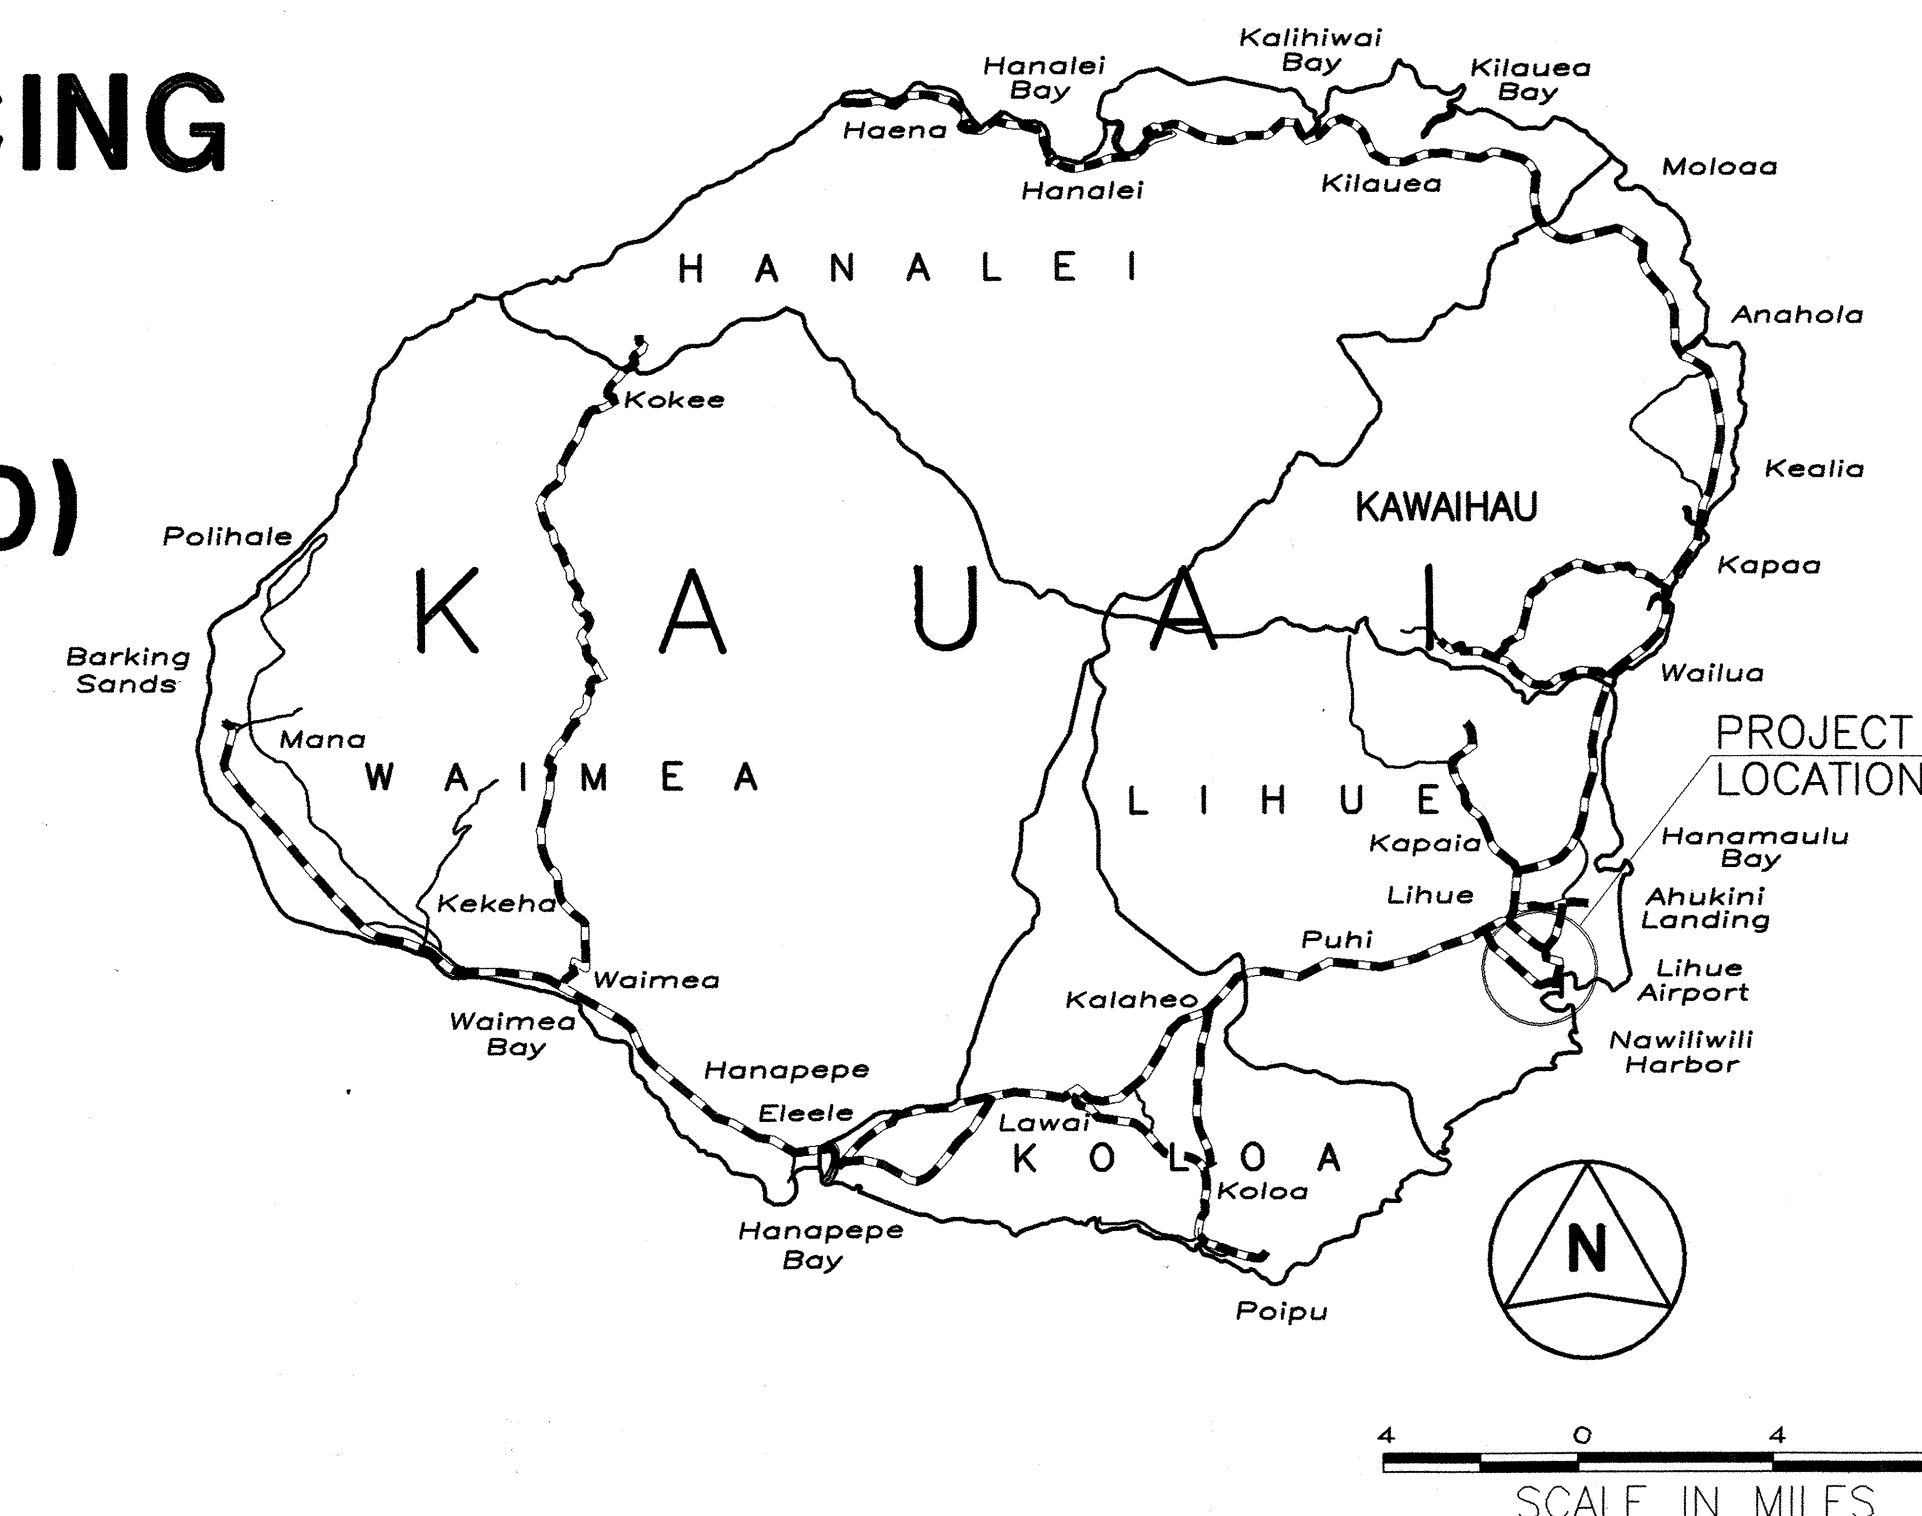 CING
O)
Kalihiwai
Bay
Hanalei
Bay
Kilauea
Bay
Haena
Hanalei
Kilauea
Moloaa
HANALEI
Anahola
Kokee
Kealia
KAWAIHAU
Polihale
Kapaa
KAUAI
Barking
Sands
Wailua
Mana
PROJECT
LOCATION
WAIMEA
LIHUE
Kapaia
Hanamaulu
Bay
Kekeha
Lihue
Ahukini
Landing
Puhi
Waimea
Lihue
Airport
Kalaheo
Waimea
Bay
Nawiliwili
Harbor
Hanapepe
Eleele
Lawai
KOLOA
Koloa
Hanapepe
Bay
N
Poipu
4 0 4
SCALE IN MILES